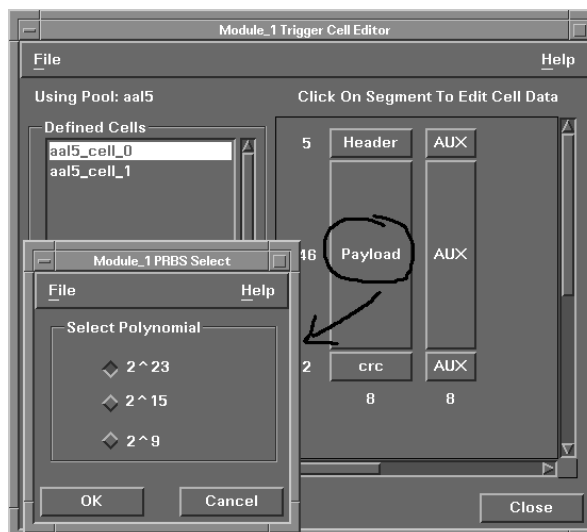 Module_1 Trigger Cell Editor
File Help
Using Pool: aal5 Click On Segment To Edit Cell Data
Defined Cells
aal5_cell_0
aal5_cell_1
5 Header AUX
46 Payload AUX
2 crc AUX
8 8
Close
Module_1 PRBS Select
File Help
Select Polynomial
2^23
2^15
2^9
OK Cancel